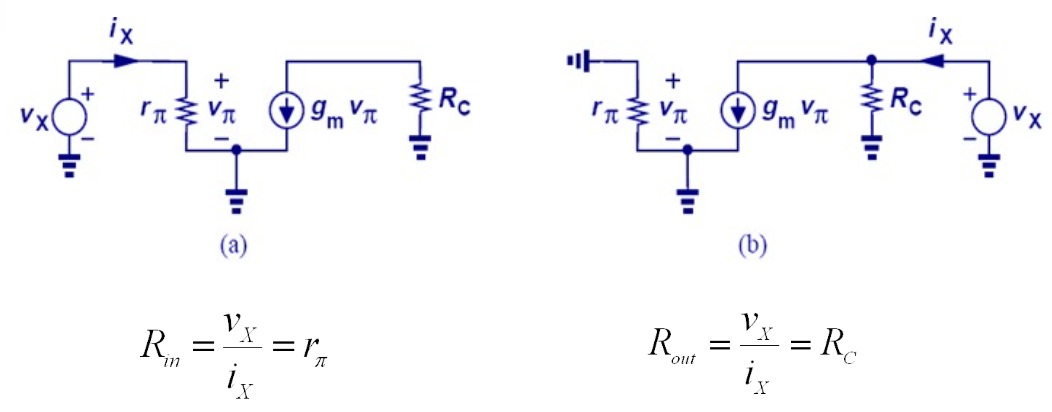 iX
iX
+
vX
−
rπ
+
vπ
−
gm vπ
RC
rπ
+
vπ
−
gm vπ
RC
+
vX
−
(a)
(b)
Rin = vX / iX = rπ
Rout = vX / iX = RC